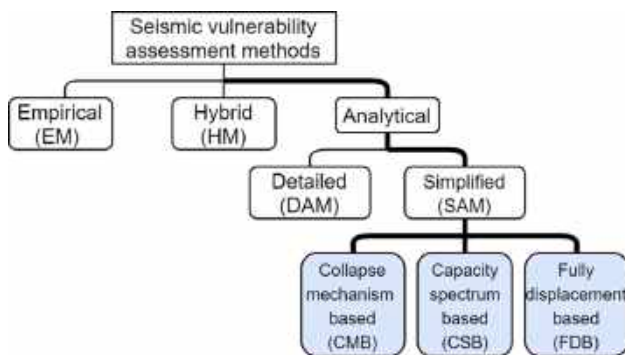 Seismic vulnerability
assessment methods
Empirical
(EM)
Hybrid
(HM)
Analytical
Detailed
(DAM)
Simplified
(SAM)
Collapse
mechanism
based
(CMB)
Capacity
spectrum
based
(CSB)
Fully
displacement
based
(FDB)